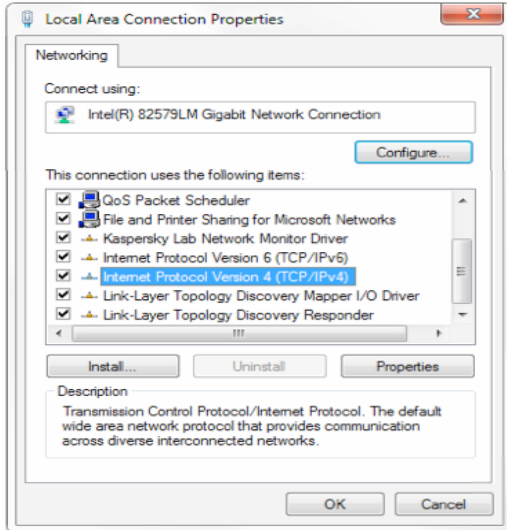 Local Area Connection Properties
Networking
Connect using:
Intel(R) 82579LM Gigabit Network Connection
Configure...
This connection uses the following items:
QoS Packet Scheduler
File and Printer Sharing for Microsoft Networks
Kaspersky Lab Network Monitor Driver
Internet Protocol Version 6 (TCP/IPv6)
Internet Protocol Version 4 (TCP/IPv4)
Link-Layer Topology Discovery Mapper I/O Driver
Link-Layer Topology Discovery Responder
Install... Uninstall Properties
Description
Transmission Control Protocol/Internet Protocol. The default
wide area network protocol that provides communication
across diverse interconnected networks.
OK Cancel